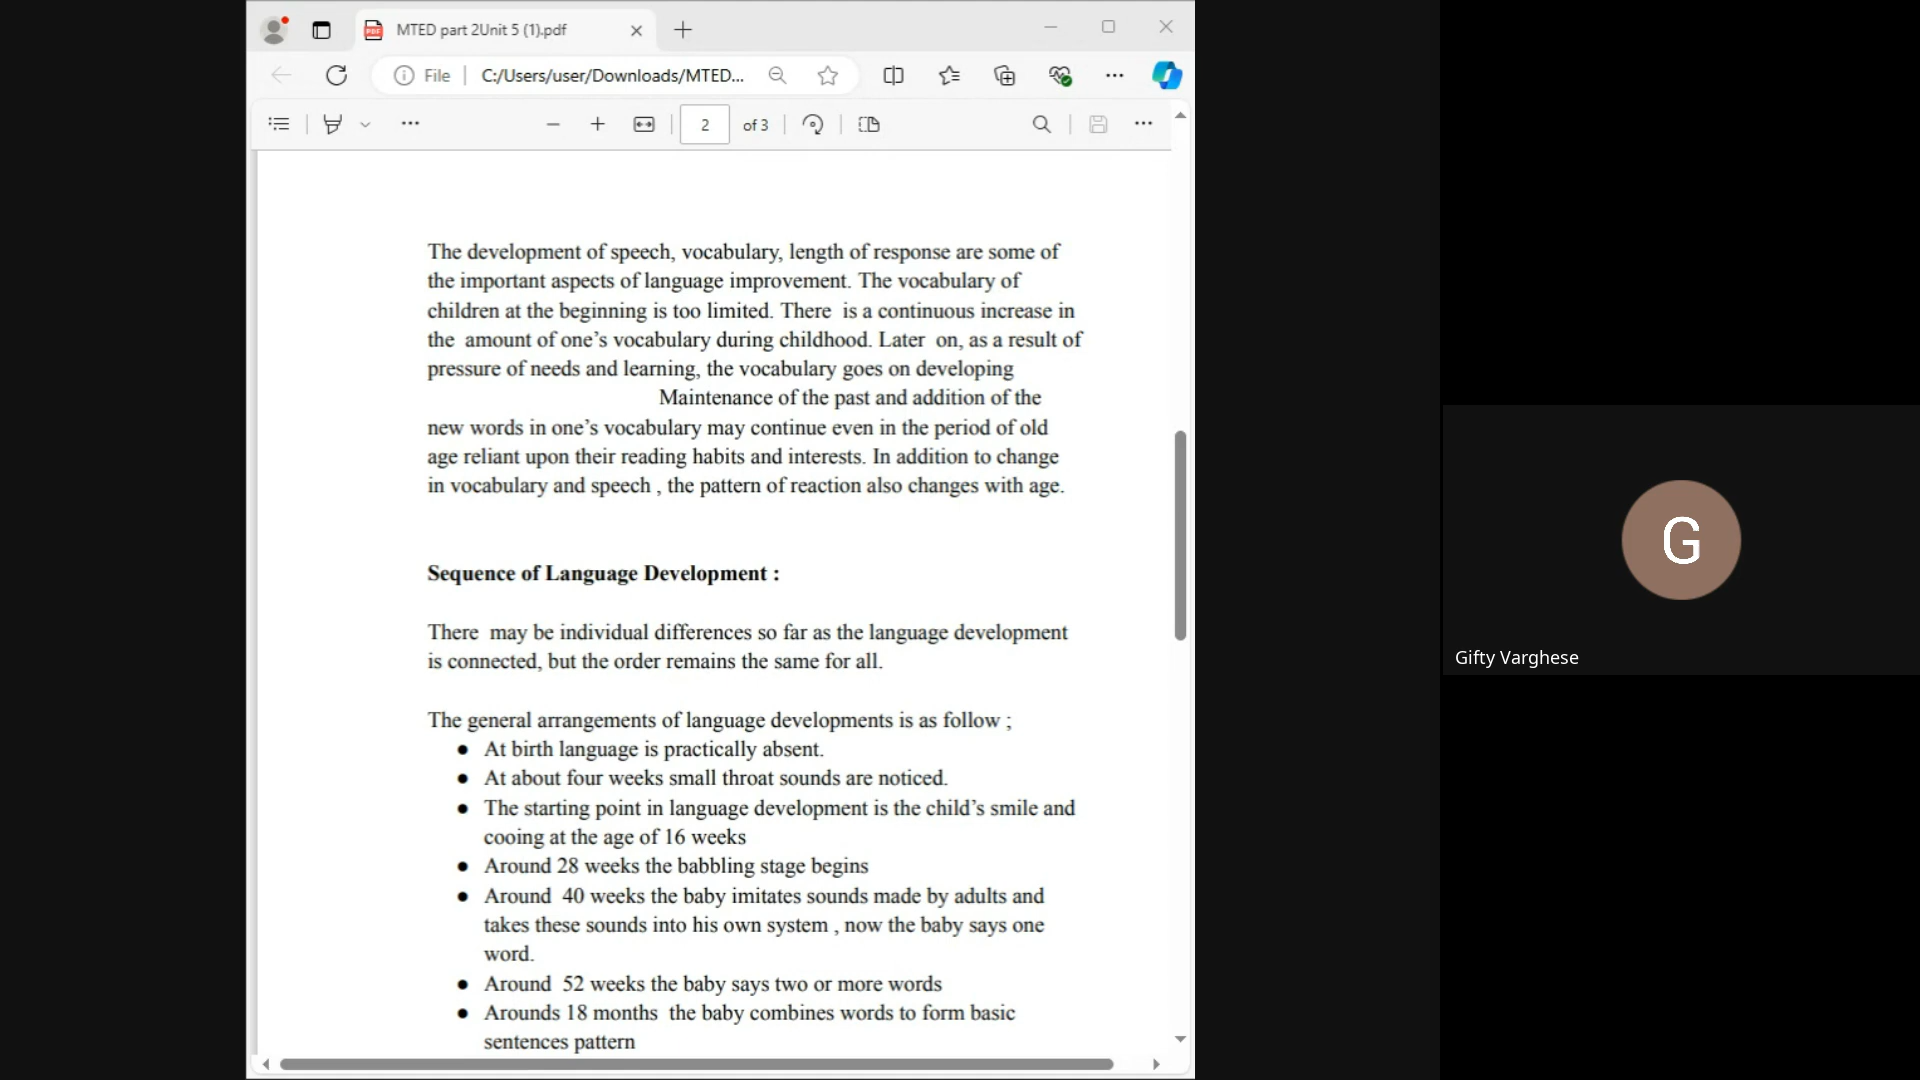 MTED part 2Unit 5 (1).pdf
File
C:/Users/user/Downloads/MTED...
2 of 3
The development of speech, vocabulary, length of response are some of
the important aspects of language improvement. The vocabulary of
children at the beginning is too limited. There is a continuous increase in
the amount of one’s vocabulary during childhood. Later on, as a result of
pressure of needs and learning, the vocabulary goes on developing
Maintenance of the past and addition of the
new words in one’s vocabulary may continue even in the period of old
age reliant upon their reading habits and interests. In addition to change
in vocabulary and speech , the pattern of reaction also changes with age.
Sequence of Language Development :
There may be individual differences so far as the language development
is connected, but the order remains the same for all.
The general arrangements of language developments is as follow ;
● At birth language is practically absent.
● At about four weeks small throat sounds are noticed.
● The starting point in language development is the child’s smile and
cooing at the age of 16 weeks
● Around 28 weeks the babbling stage begins
● Around 40 weeks the baby imitates sounds made by adults and
takes these sounds into his own system , now the baby says one
word.
● Around 52 weeks the baby says two or more words
● Arounds 18 months the baby combines words to form basic
sentences pattern
G
Gifty Varghese